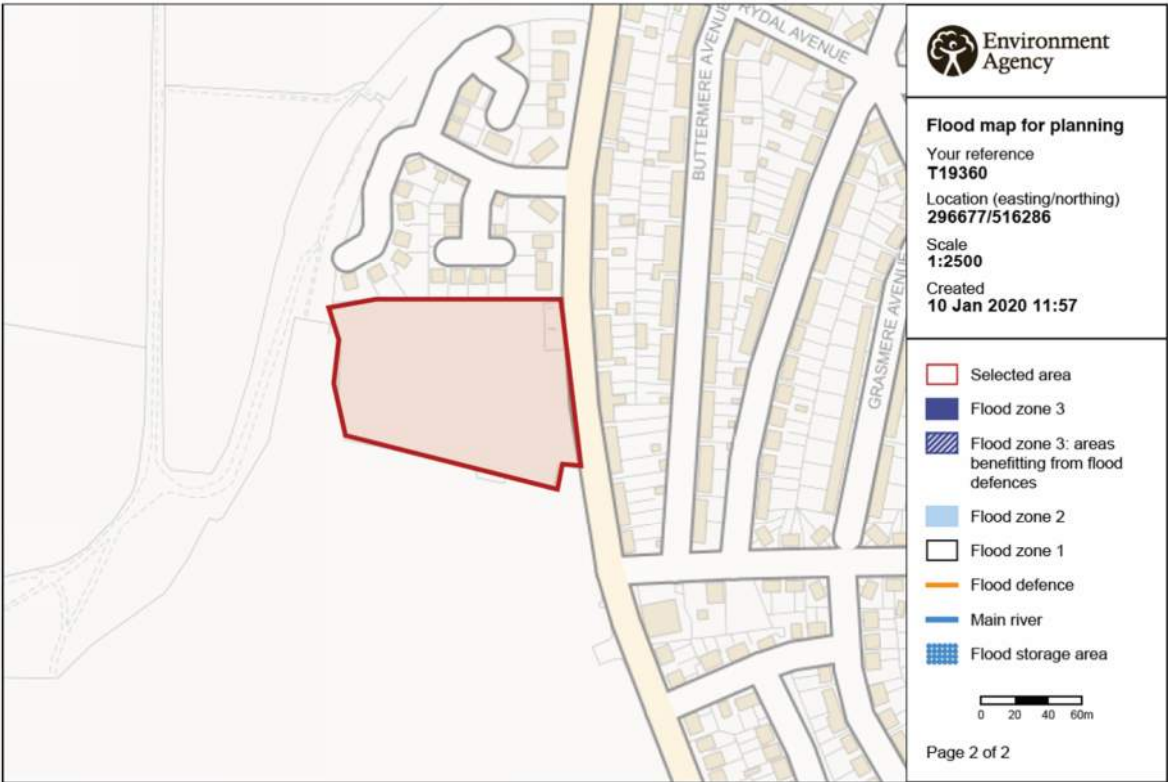 RYDAL AVENUE
BUTTERMERE AVENUE
GRASMERE AVENUE
Environment
Agency
Flood map for planning
Your reference
T19360
Location (easting/northing)
296677/516286
Scale
1:2500
Created
10 Jan 2020 11:57
Selected area
Flood zone 3
Flood zone 3: areas
benefitting from flood
defences
Flood zone 2
Flood zone 1
Flood defence
Main river
Flood storage area
0 20 40 60m
Page 2 of 2